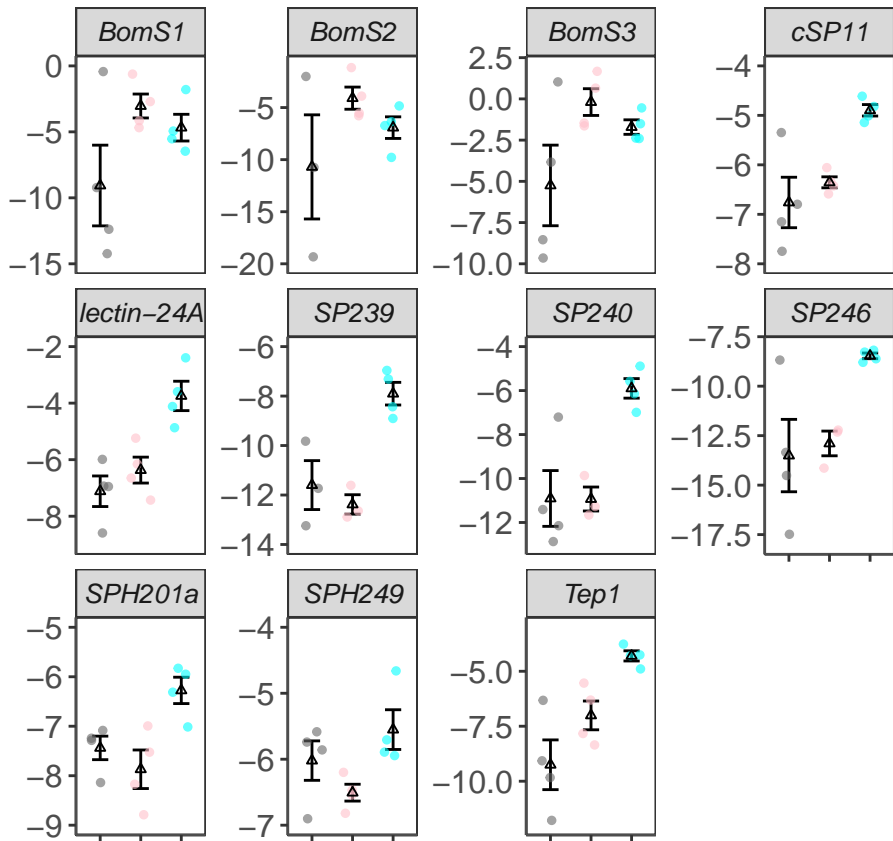 BomS1 BomS2 BomS3 cSP11
0 −5 −10 −15
−5 −10 −15 −20
2.5 0.0 −2.5 −5.0 −7.5 −10.0
−4 −5 −6 −7 −8
lectin−24A SP239 SP240 SP246
−2 −4 −6 −8
−6 −8 −10 −12 −14
−4 −6 −8 −10 −12
−7.5 −10.0 −12.5 −15.0 −17.5
SPH201a SPH249 Tep1
−5 −6 −7 −8 −9
−4 −5 −6 −7
−5.0 −7.5 −10.0